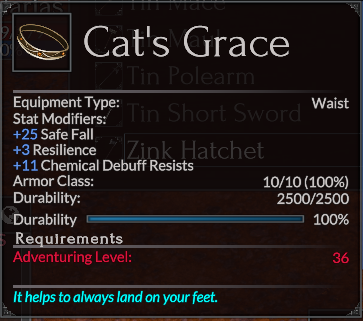 Tin Mace
Cat's Grace
Tin Polearm
Equipment Type: Waist
Stat Modifiers:
Tin Short Sword
+25 Safe Fall
+3 Resilience
Zink Hatchet
+11 Chemical Debuff Resists
Armor Class: 10/10 (100%)
Durability: 2500/2500
Durability 100%
Requirements
Adventuring Level: 36
It helps to always land on your feet.